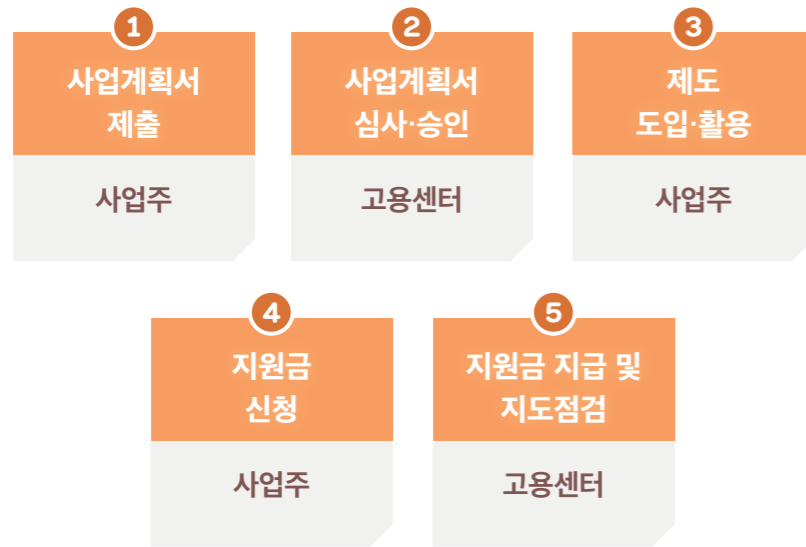 1
사업계획서
제출
사업주
2
사업계획서
심사·승인
고용센터
3
제도
도입·활용
사업주
4
지원금
신청
사업주
5
지원금 지급 및
지도점검
고용센터